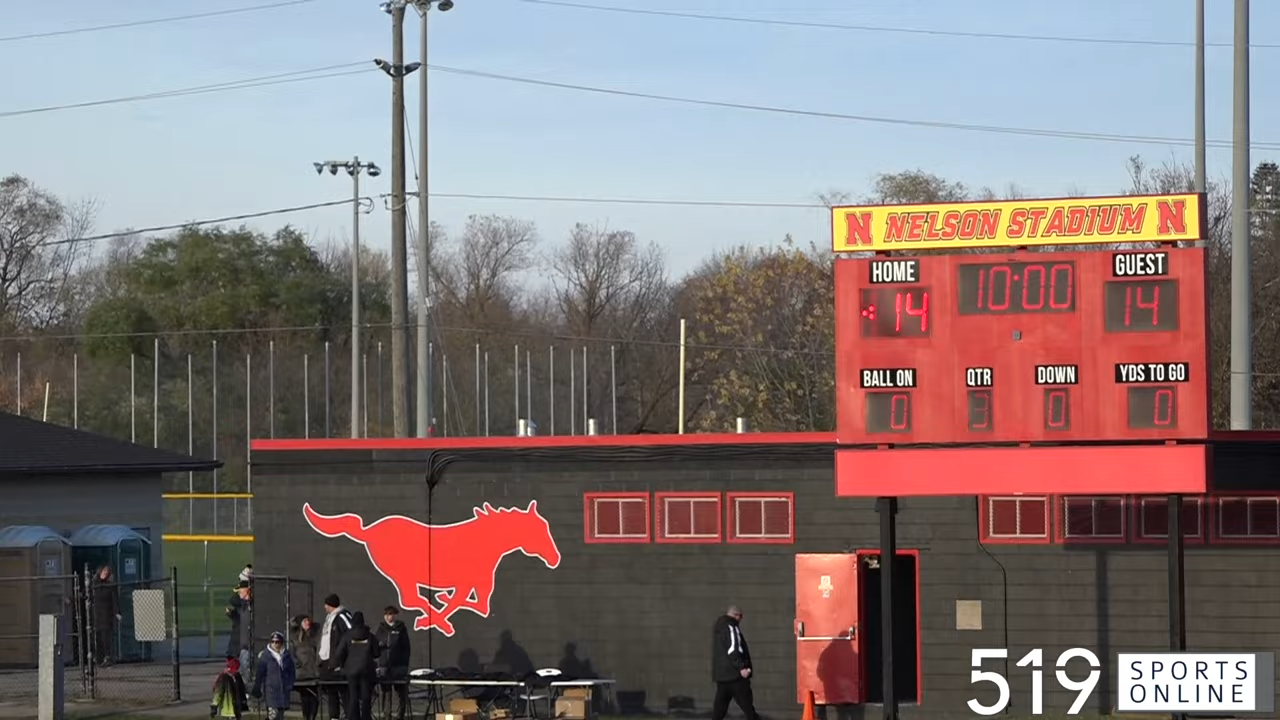 N NELSON STADIUM N
HOME 10:00 GUEST
14 14
BALL ON QTR DOWN YDS TO GO
0 3 0 0
519 SPORTS
ONLINE